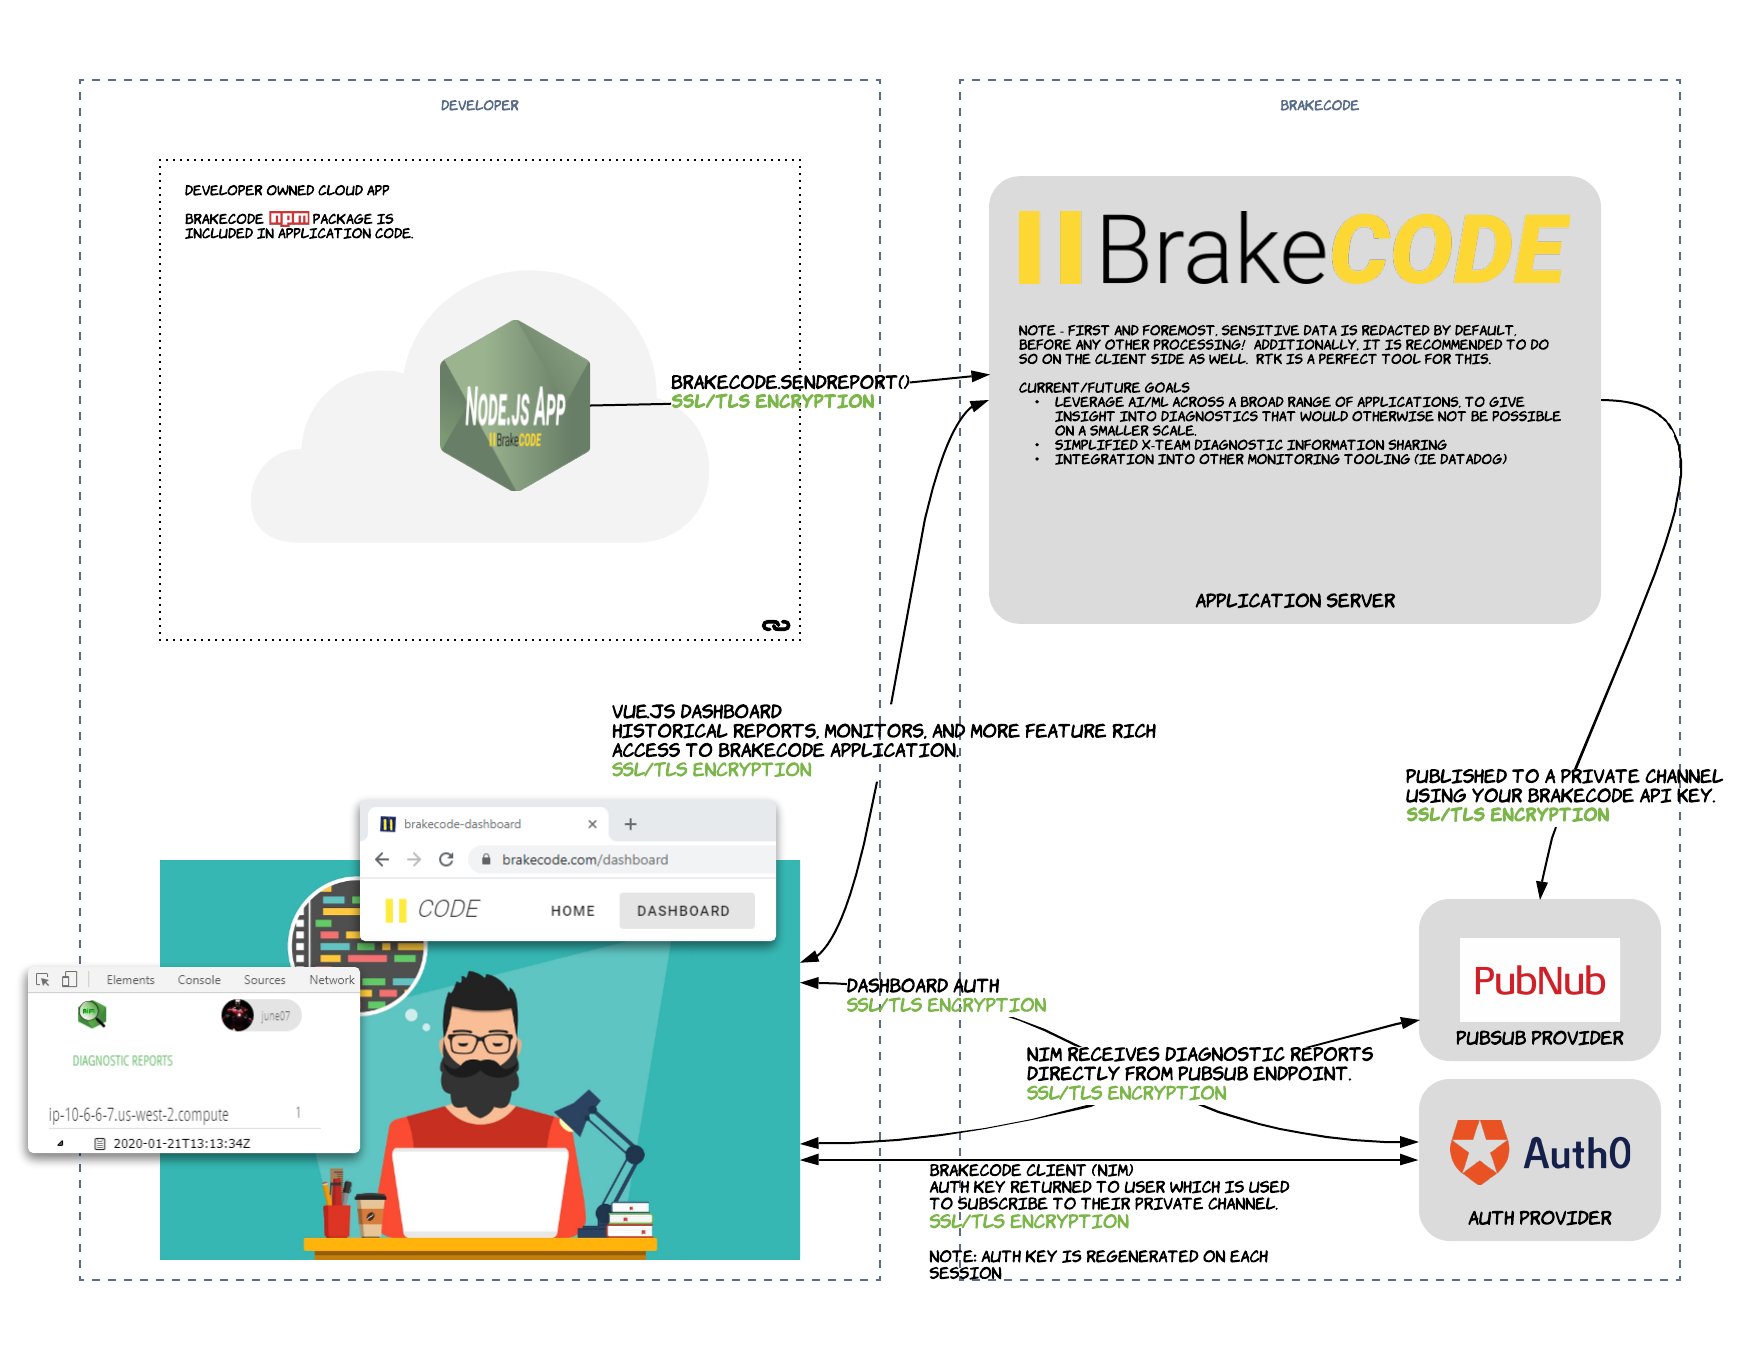 DEVELOPER
BRAKECODE
DEVELOPER OWNED CLOUD APP
BRAKECODE npm PACKAGE IS
INCLUDED IN APPLICATION CODE.
NODE.JS APP
BrakeCODE
BRAKECODE.SENDREPORT()
SSL/TLS ENCRYPTION
BrakeCODE
NOTE - FIRST AND FOREMOST, SENSITIVE DATA IS REDACTED BY DEFAULT,
BEFORE ANY OTHER PROCESSING! ADDITIONALLY, IT IS RECOMMENDED TO DO
SO ON THE CLIENT SIDE AS WELL. RTK IS A PERFECT TOOL FOR THIS.
CURRENT/FUTURE GOALS
• LEVERAGE AI/ML ACROSS A BROAD RANGE OF APPLICATIONS, TO GIVE
INSIGHT INTO DIAGNOSTICS THAT WOULD OTHERWISE NOT BE POSSIBLE
ON A SMALLER SCALE.
• SIMPLIFIED X-TEAM DIAGNOSTIC INFORMATION SHARING
• INTEGRATION INTO OTHER MONITORING TOOLING (IE DATADOG)
APPLICATION SERVER
VUE.JS DASHBOARD
HISTORICAL REPORTS, MONITORS, AND MORE FEATURE RICH
ACCESS TO BRAKECODE APPLICATION.
SSL/TLS ENCRYPTION
PUBLISHED TO A PRIVATE CHANNEL
USING YOUR BRAKECODE API KEY.
SSL/TLS ENCRYPTION
brakecode-dashboard
brakecode.com/dashboard
CODE HOME DASHBOARD
Elements Console Sources Network
NiM
june07
DIAGNOSTIC REPORTS
ip-10-6-6-7.us-west-2.compute 1
2020-01-21T13:13:34Z
DASHBOARD AUTH
SSL/TLS ENCRYPTION
NIM RECEIVES DIAGNOSTIC REPORTS
DIRECTLY FROM PUBSUB ENDPOINT.
SSL/TLS ENCRYPTION
PubNub
PUBSUB PROVIDER
BRAKECODE CLIENT (NIM)
AUTH KEY RETURNED TO USER WHICH IS USED
TO SUBSCRIBE TO THEIR PRIVATE CHANNEL.
SSL/TLS ENCRYPTION
NOTE: AUTH KEY IS REGENERATED ON EACH
SESSION
Auth0
AUTH PROVIDER